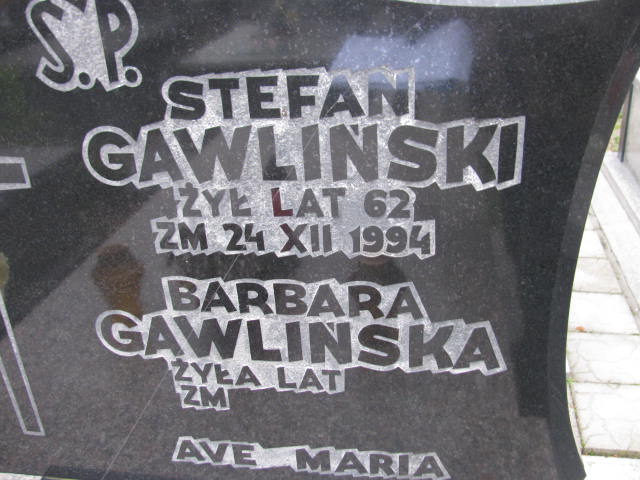 Ś.P.
STEFAN
GAWLIŃSKI
ŻYŁ LAT 62
ZM 24 XII 1994
BARBARA
GAWLIŃSKA
ŻYŁA LAT
ZM
AVE MARIA